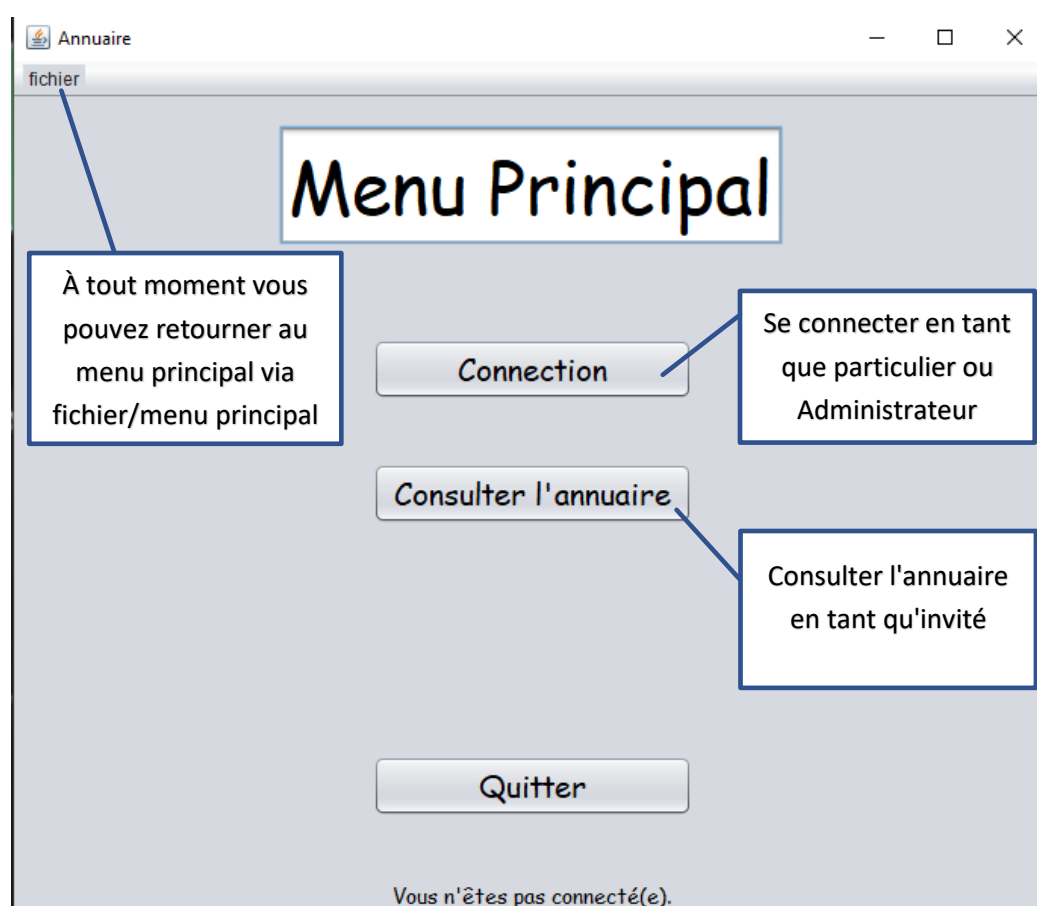 Annuaire
fichier
Menu Principal
À tout moment vous
pouvez retourner au
menu principal via
fichier/menu principal
Connection
Se connecter en tant
que particulier ou
Administrateur
Consulter l'annuaire
Consulter l'annuaire
en tant qu'invité
Quitter
Vous n'êtes pas connecté(e).